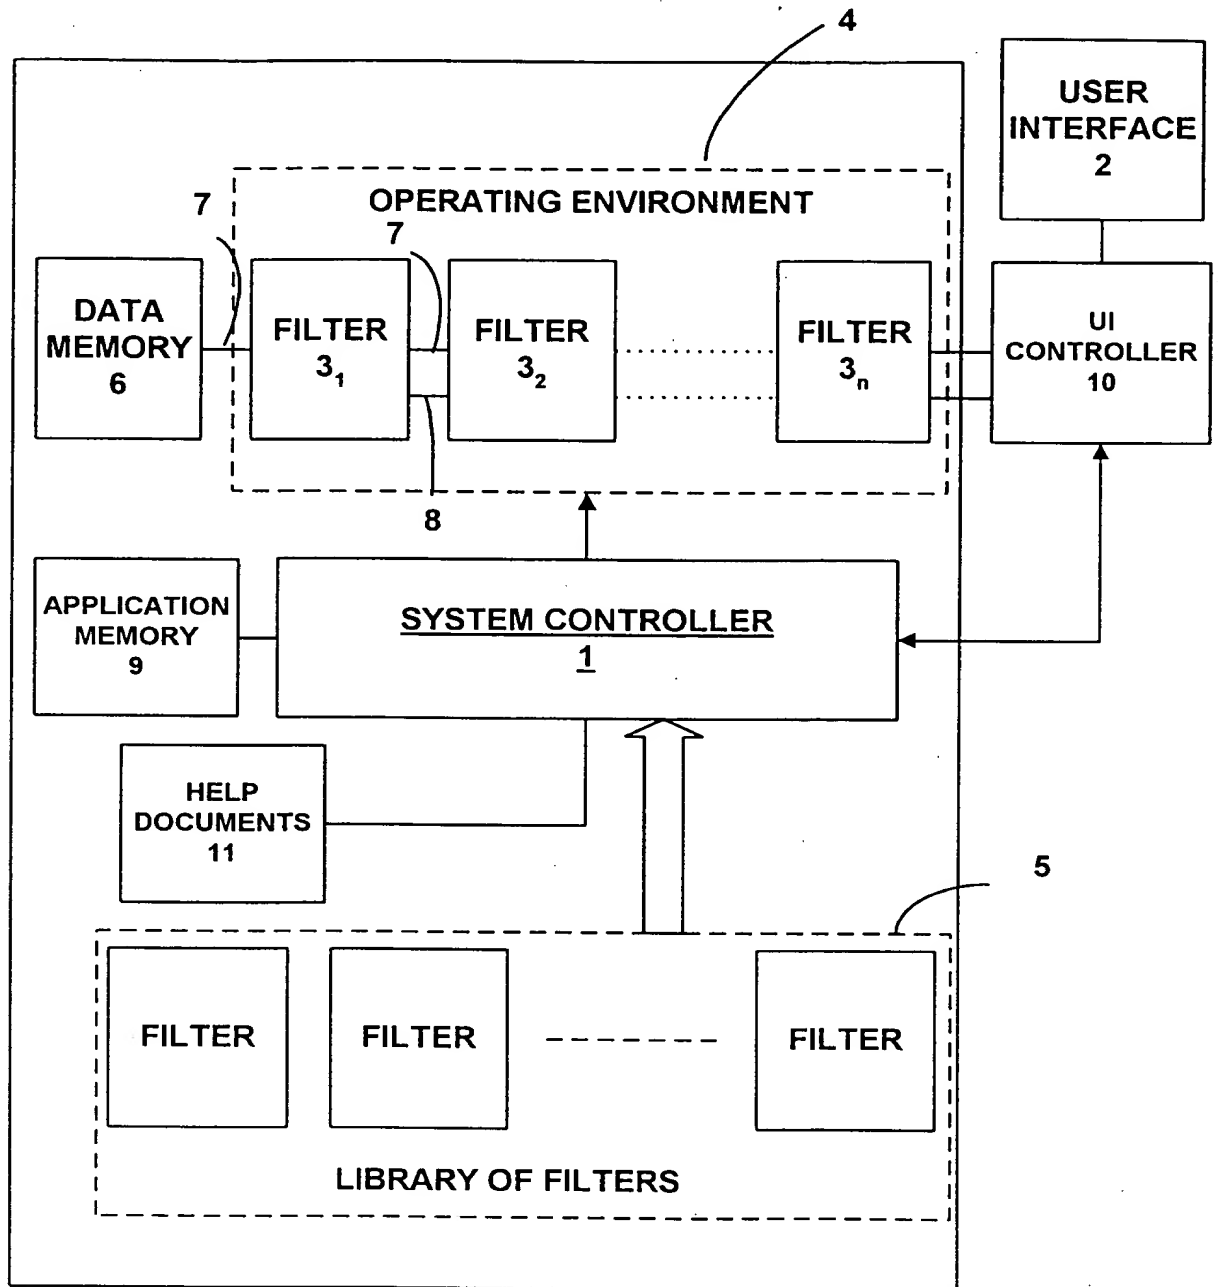 4
USER
INTERFACE
2
OPERATING ENVIRONMENT
7
7
DATA
MEMORY
6
FILTER
3₁
FILTER
3₂
FILTER
3ₙ
UI
CONTROLLER
10
8
APPLICATION
MEMORY
9
SYSTEM CONTROLLER
1
HELP
DOCUMENTS
11
5
FILTER
FILTER
FILTER
LIBRARY OF FILTERS